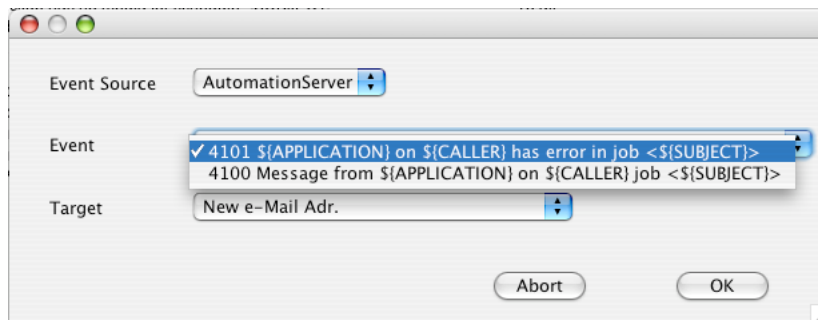 Event Source
AutomationServer
Event
4101 ${APPLICATION} on ${CALLER} has error in job <${SUBJECT}>
4100 Message from ${APPLICATION} on ${CALLER} job <${SUBJECT}>
Target
New e-Mail Adr.
Abort
OK